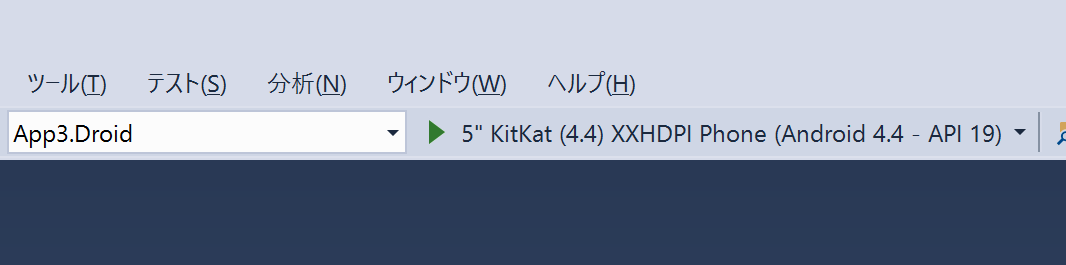 ツール(T) テスト(S) 分析(N) ウィンドウ(W) ヘルプ(H)
App3.Droid 5" KitKat (4.4) XXHDPI Phone (Android 4.4 - API 19)